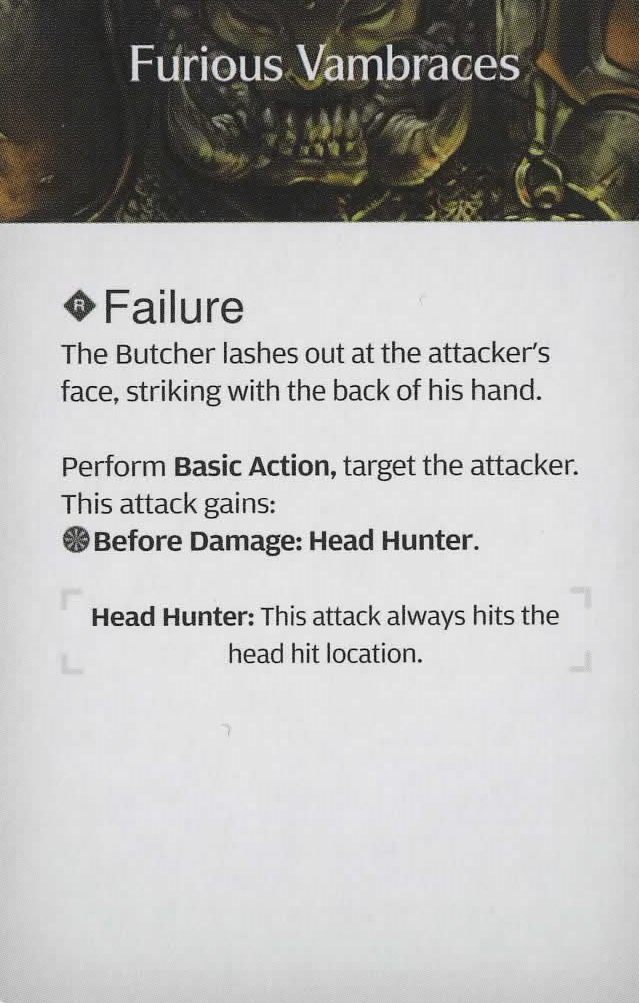 Furious Vambraces
R Failure
The Butcher lashes out at the attacker's
face, striking with the back of his hand.
Perform Basic Action, target the attacker.
This attack gains:
Before Damage: Head Hunter.
Head Hunter: This attack always hits the
head hit location.